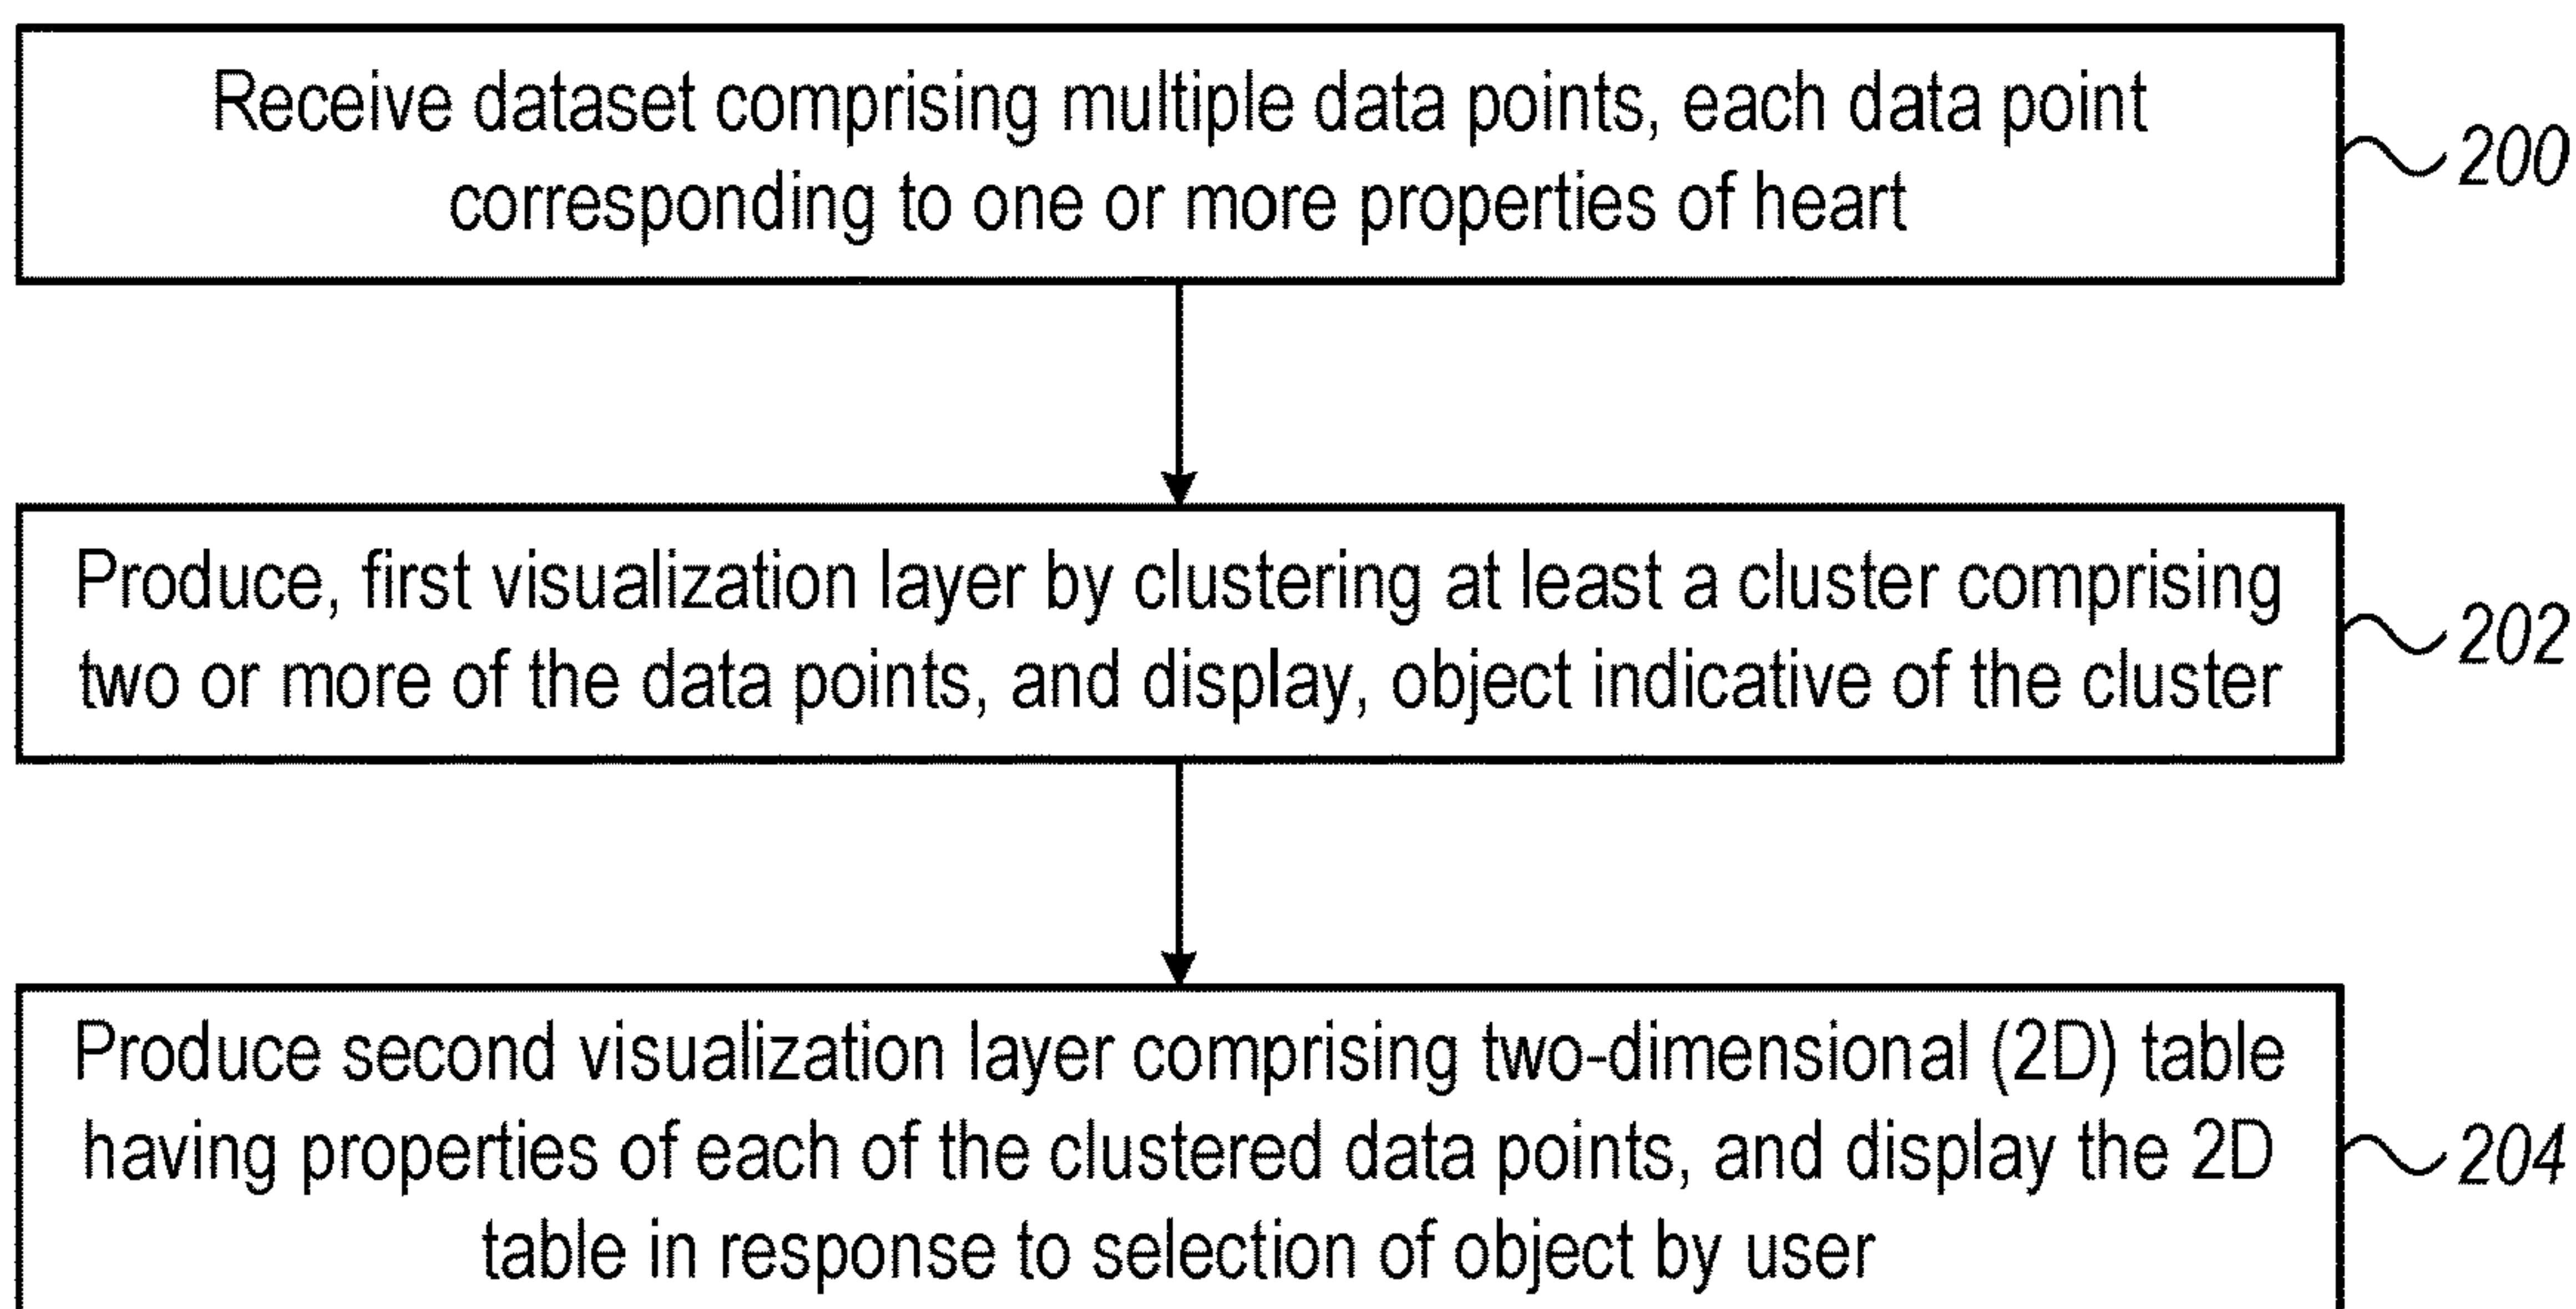 Receive dataset comprising multiple data points, each data point
corresponding to one or more properties of heart
200
Produce, first visualization layer by clustering at least a cluster comprising
two or more of the data points, and display, object indicative of the cluster
202
Produce second visualization layer comprising two-dimensional (2D) table
having properties of each of the clustered data points, and display the 2D
table in response to selection of object by user
204